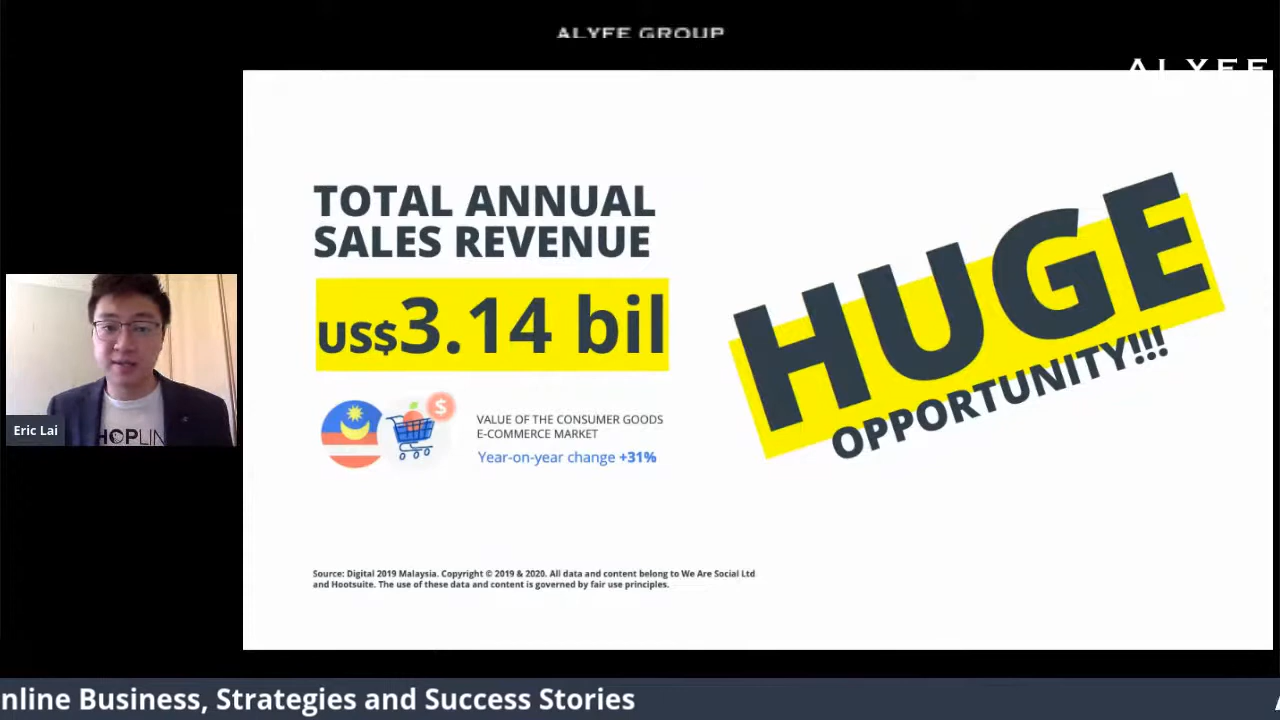 ALYFE GROUP
ALYFE
TOTAL ANNUAL
SALES REVENUE
US$3.14 bil
HUGE
OPPORTUNITY!!!
$
VALUE OF THE CONSUMER GOODS
E-COMMERCE MARKET
Year-on-year change +31%
Eric Lai
HOPLIN
Source: Digital 2019 Malaysia. Copyright © 2019 & 2020. All data and content belong to We Are Social Ltd
and Hootsuite. The use of these data and content is governed by fair use principles.
nline Business, Strategies and Success Stories